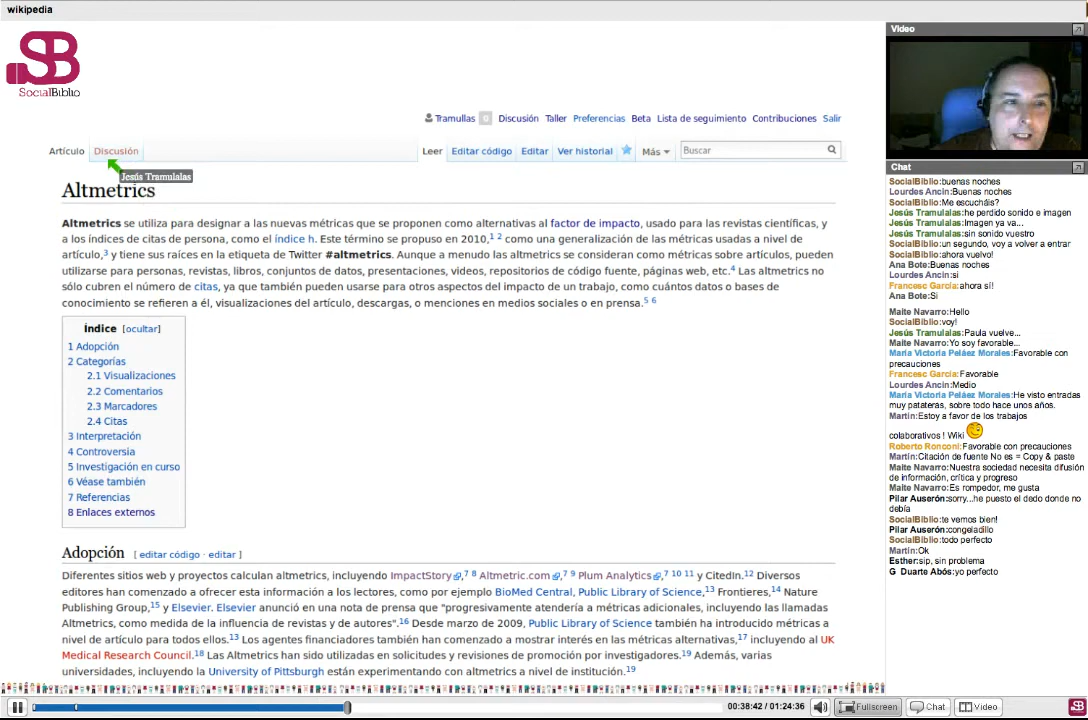 wikipedia
SB
SocialBiblio
Tramullas 0 Discusión Taller Preferencias Beta Lista de seguimiento Contribuciones Salir
Artículo Discusión Leer Editar código Editar Ver historial Más Buscar
Jesús Tramulalas
Altmetrics
Altmetrics se utiliza para designar a las nuevas métricas que se proponen como alternativas al factor de impacto, usado para las revistas científicas, y
a los índices de citas de persona, como el índice h. Este término se propuso en 2010,1 2 como una generalización de las métricas usadas a nivel de
artículo,3 y tiene sus raíces en la etiqueta de Twitter #altmetrics. Aunque a menudo las altmetrics se consideran como métricas sobre artículos, pueden
utilizarse para personas, revistas, libros, conjuntos de datos, presentaciones, videos, repositorios de código fuente, páginas web, etc.4 Las altmetrics no
sólo cubren el número de citas, ya que también pueden usarse para otros aspectos del impacto de un trabajo, como cuántos datos o bases de
conocimiento se refieren a él, visualizaciones del artículo, descargas, o menciones en medios sociales o en prensa.5 6
Índice [ocultar]
1 Adopción
2 Categorías
2.1 Visualizaciones
2.2 Comentarios
2.3 Marcadores
2.4 Citas
3 Interpretación
4 Controversia
5 Investigación en curso
6 Véase también
7 Referencias
8 Enlaces externos
Adopción [ editar código · editar ]
Diferentes sitios web y proyectos calculan altmetrics, incluyendo ImpactStory,7 8 Altmetric.com,7 9 Plum Analytics,7 10 11 y CitedIn.12 Diversos
editores han comenzado a ofrecer esta información a los lectores, como por ejemplo BioMed Central, Public Library of Science,13 Frontieres,14 Nature
Publishing Group,15 y Elsevier. Elsevier anunció en una nota de prensa que "progresivamente atendería a métricas adicionales, incluyendo las llamadas
Altmetrics, como medida de la influencia de revistas y de autores".16 Desde marzo de 2009, Public Library of Science también ha introducido métricas a
nivel de artículo para todos ellos.13 Los agentes financiadores también han comenzado a mostrar interés en las métricas alternativas,17 incluyendo al UK
Medical Research Council.18 Las Altmetrics han sido utilizadas en solicitudes y revisiones de promoción por investigadores.19 Además, varias
universidades, incluyendo la University of Pittsburgh están experimentando con altmetrics a nivel de institución.19
Video
Chat
SocialBiblio:buenas noches
Lourdes Ancin:Buenas noches
SocialBiblio:Me escucháis?
Jesús Tramulalas:he perdido sonido e imagen
Jesús Tramulalas:Imagen ya va...
Jesús Tramulalas:sin sonido vuestro
SocialBiblio:un segundo, voy a volver a entrar
SocialBiblio:ahora vuelvo!
Ana Bote:Buenas noches
Lourdes Ancin:si
Francesc García:ahora sí!
Ana Bote:Si
Maite Navarro:Hello
SocialBiblio:voy!
Jesús Tramulalas:Paula vuelve...
Maite Navarro:Yo soy favorable...
María Victoria Peláez Morales:Favorable con
precauciones
Francesc García:Favorable
Lourdes Ancin:Medio
María Victoria Peláez Morales:He visto entradas
muy patateras, sobre todo hace unos años.
Martin:Estoy a favor de los trabajos
colaborativos ! Wiki
Roberto Ronconi:Favorable con precauciones
Martin:Citación de fuente No es = Copy & paste
Maite Navarro:Nuestra sociedad necesita difusión
de información, crítica y progreso
Maite Navarro:Es rompedor, me gusta
Pilar Auserón:sorry...he puesto el dedo donde no
debía
SocialBiblio:te vemos bien!
Pilar Auserón:congeladillo
SocialBiblio:todo perfecto
Martin:Ok
Esther:sip, sin problema
G Duarte Abós:yo perfecto
00:38:42 / 01:24:36 Fullscreen Chat Video
SB